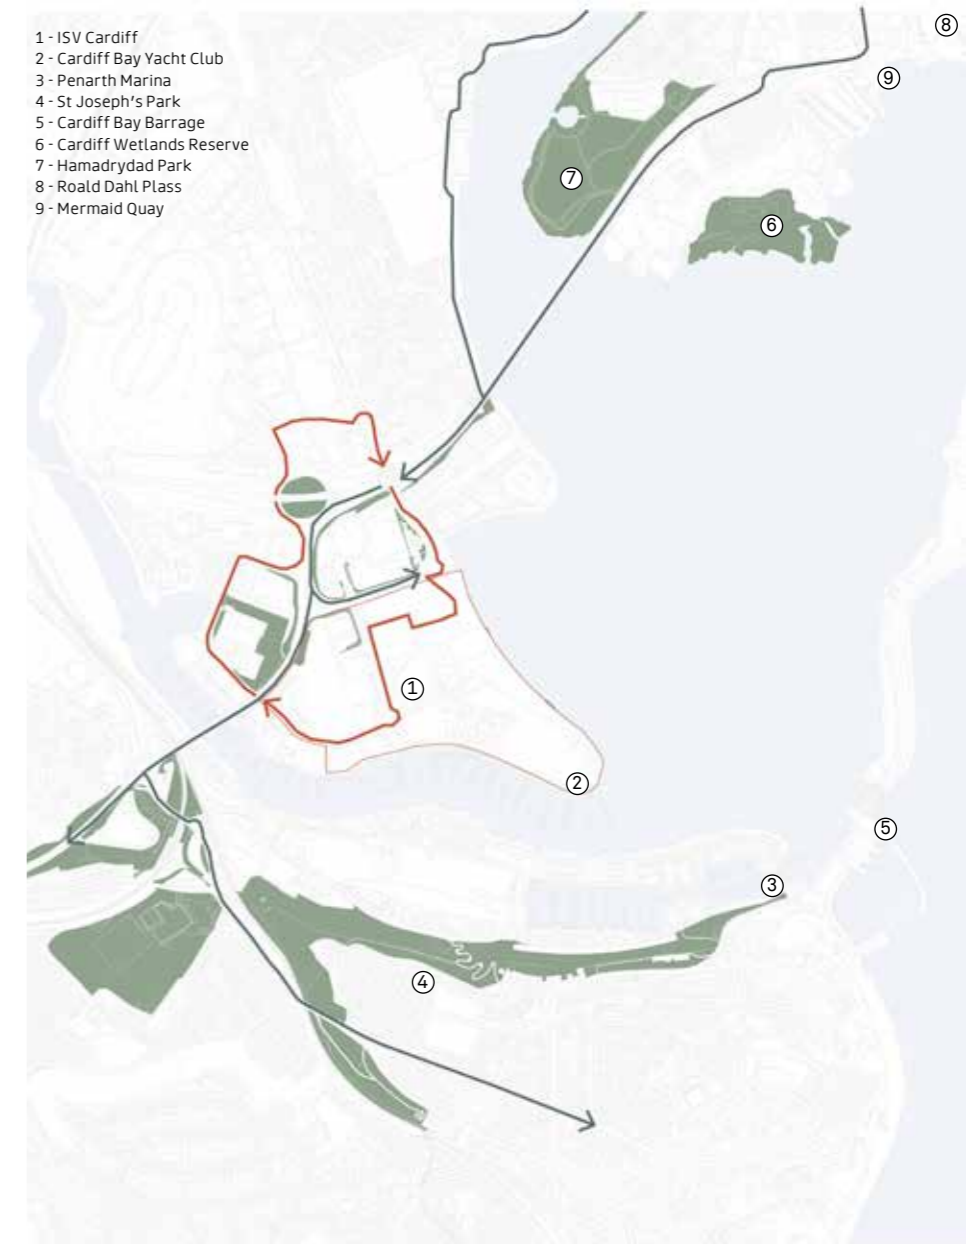 1 - ISV Cardiff
2 - Cardiff Bay Yacht Club
3 - Penarth Marina
4 - St Joseph's Park
5 - Cardiff Bay Barrage
6 - Cardiff Wetlands Reserve
7 - Hamadrydad Park
8 - Roald Dahl Plass
9 - Mermaid Quay
8
9
7
6
1
2
5
3
4